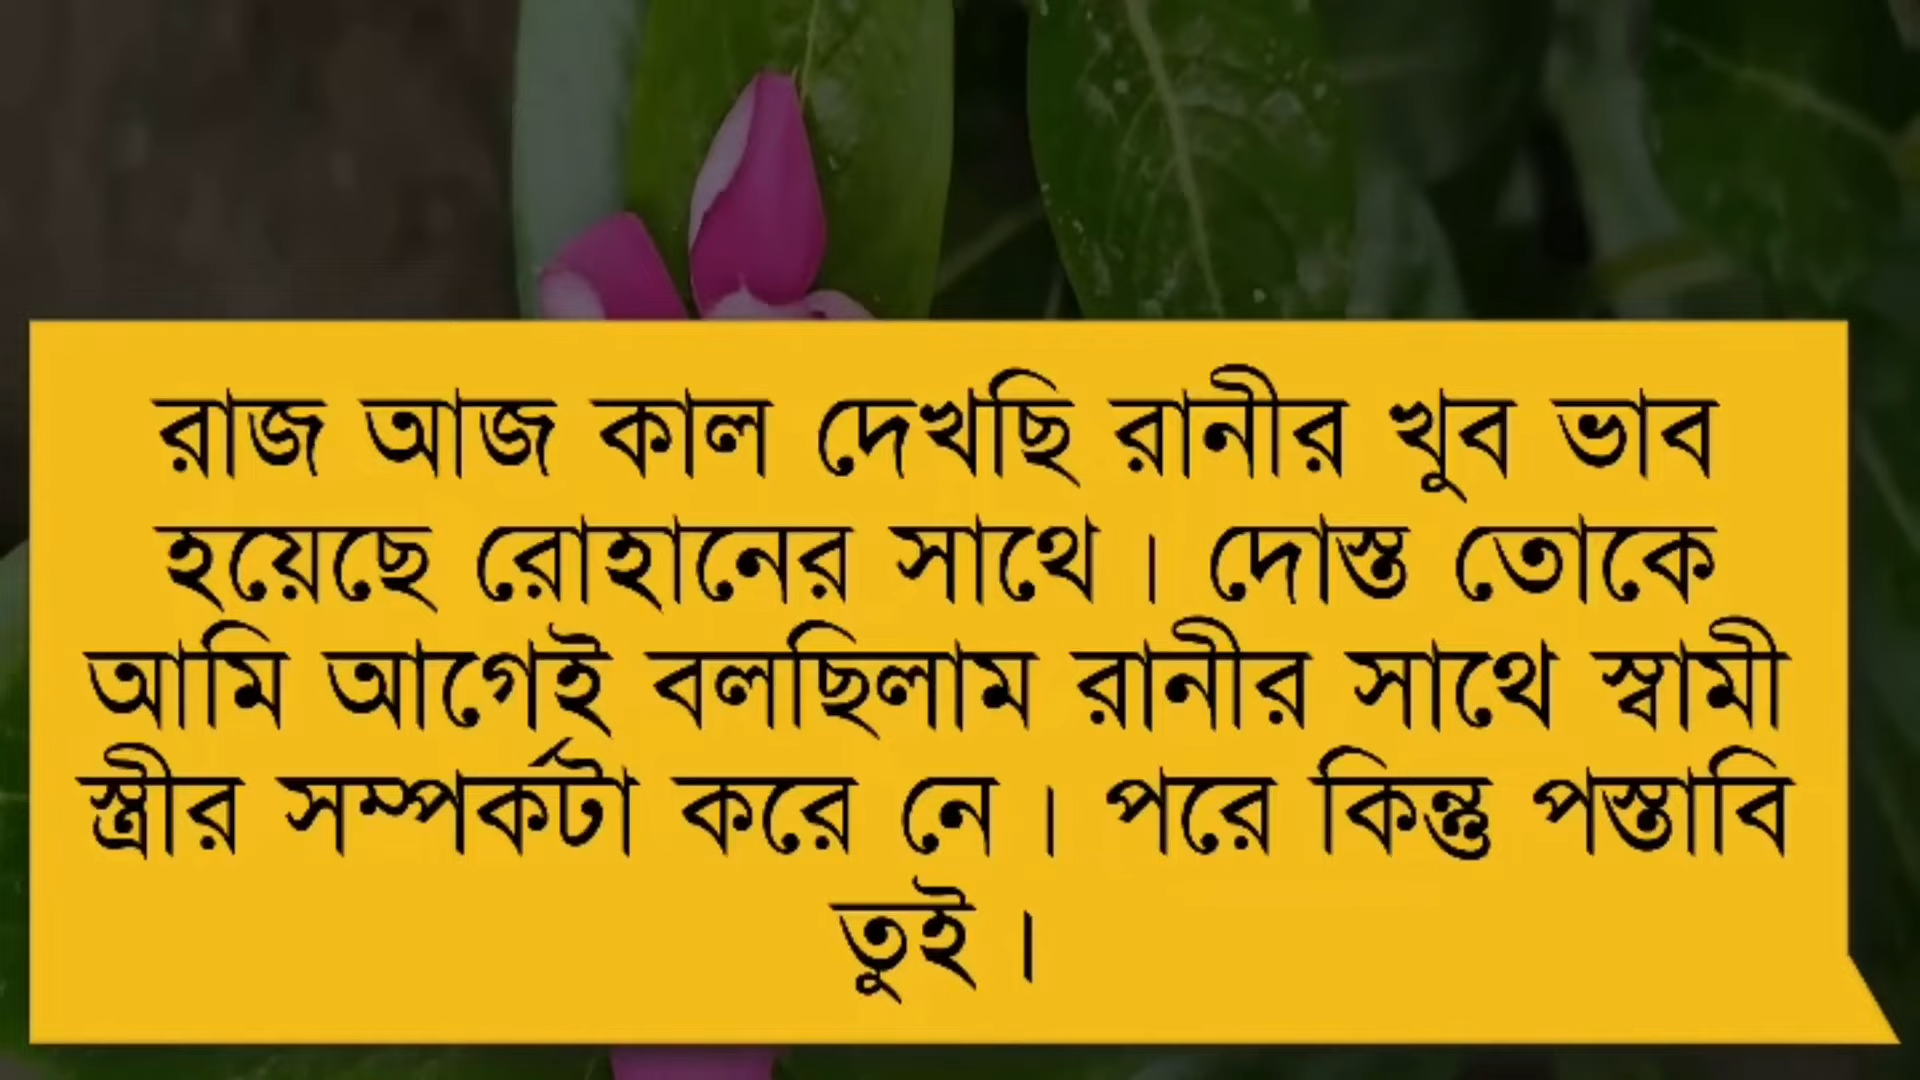 রাজ আজ কাল দেখছি রানীর খুব ভাব
হয়েছে রোহানের সাথে । দোস্ত তোকে
আমি আগেই বলছিলাম রানীর সাথে স্বামী
স্ত্রীর সম্পর্কটা করে নে । পরে কিন্তু পস্তাবি
তুই ।